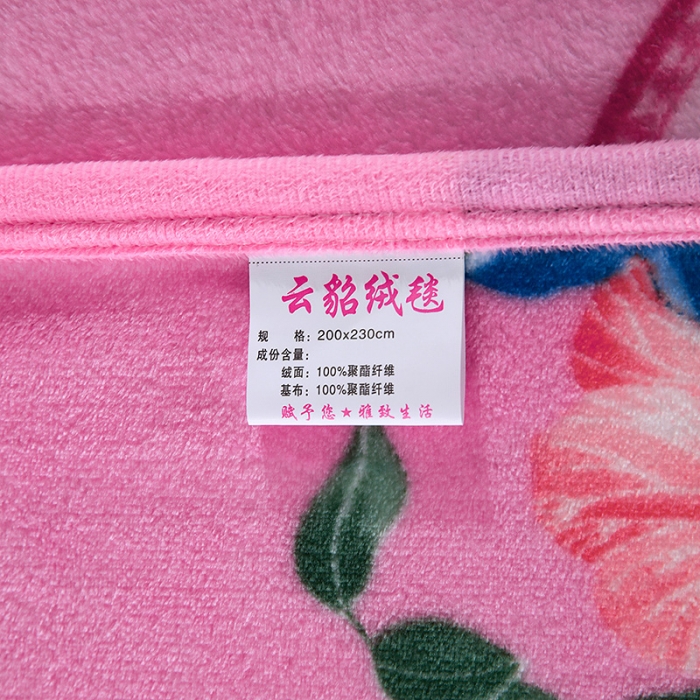 云貂绒毯
规 格：200x230cm
成份含量：
绒面：100%聚酯纤维
基布：100%聚酯纤维
赋予您★雅致生活